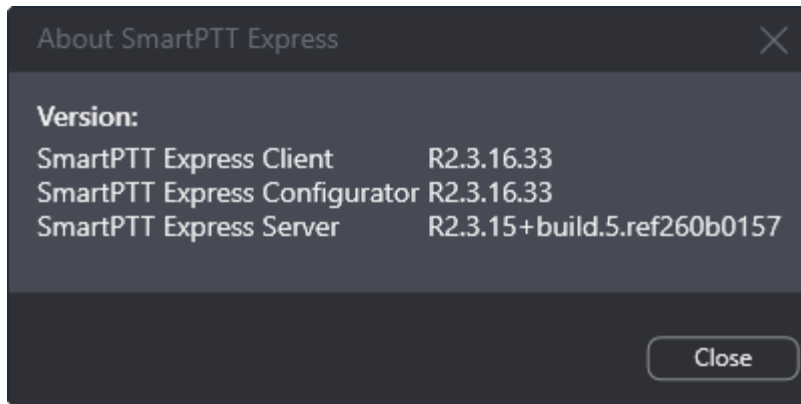 About SmartPTT Express
Version:
SmartPTT Express Client R2.3.16.33
SmartPTT Express Configurator R2.3.16.33
SmartPTT Express Server R2.3.15+build.5.ref260b0157
Close